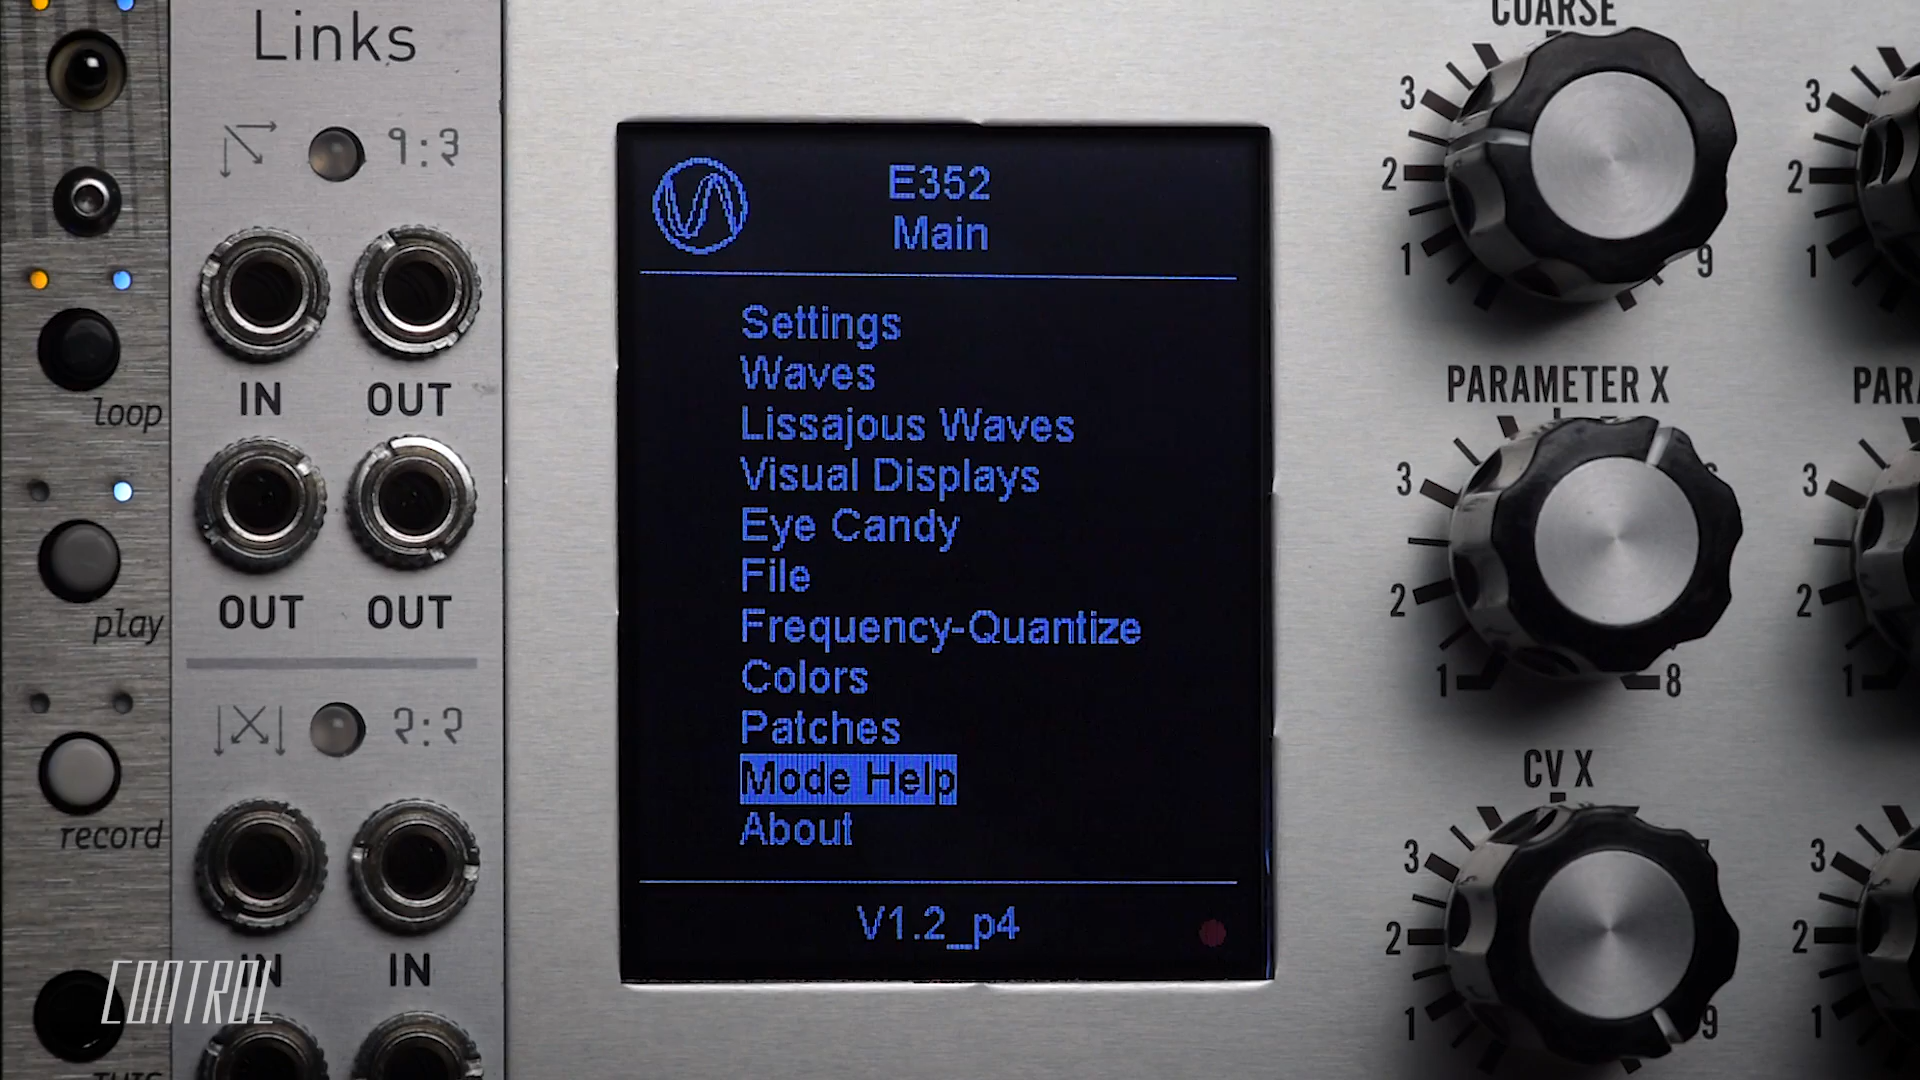 Links
1:3
IN OUT
OUT OUT
2:2
IN IN
loop
play
record
CONTROL
E352
Main
Settings
Waves
Lissajous Waves
Visual Displays
Eye Candy
File
Frequency-Quantize
Colors
Patches
Mode Help
About
V1.2_p4
COARSE
3
2
1
9
PARAMETER X
3
2
1
8
CV X
3
2
1
9
3
2
1
3
2
1
3
2
1